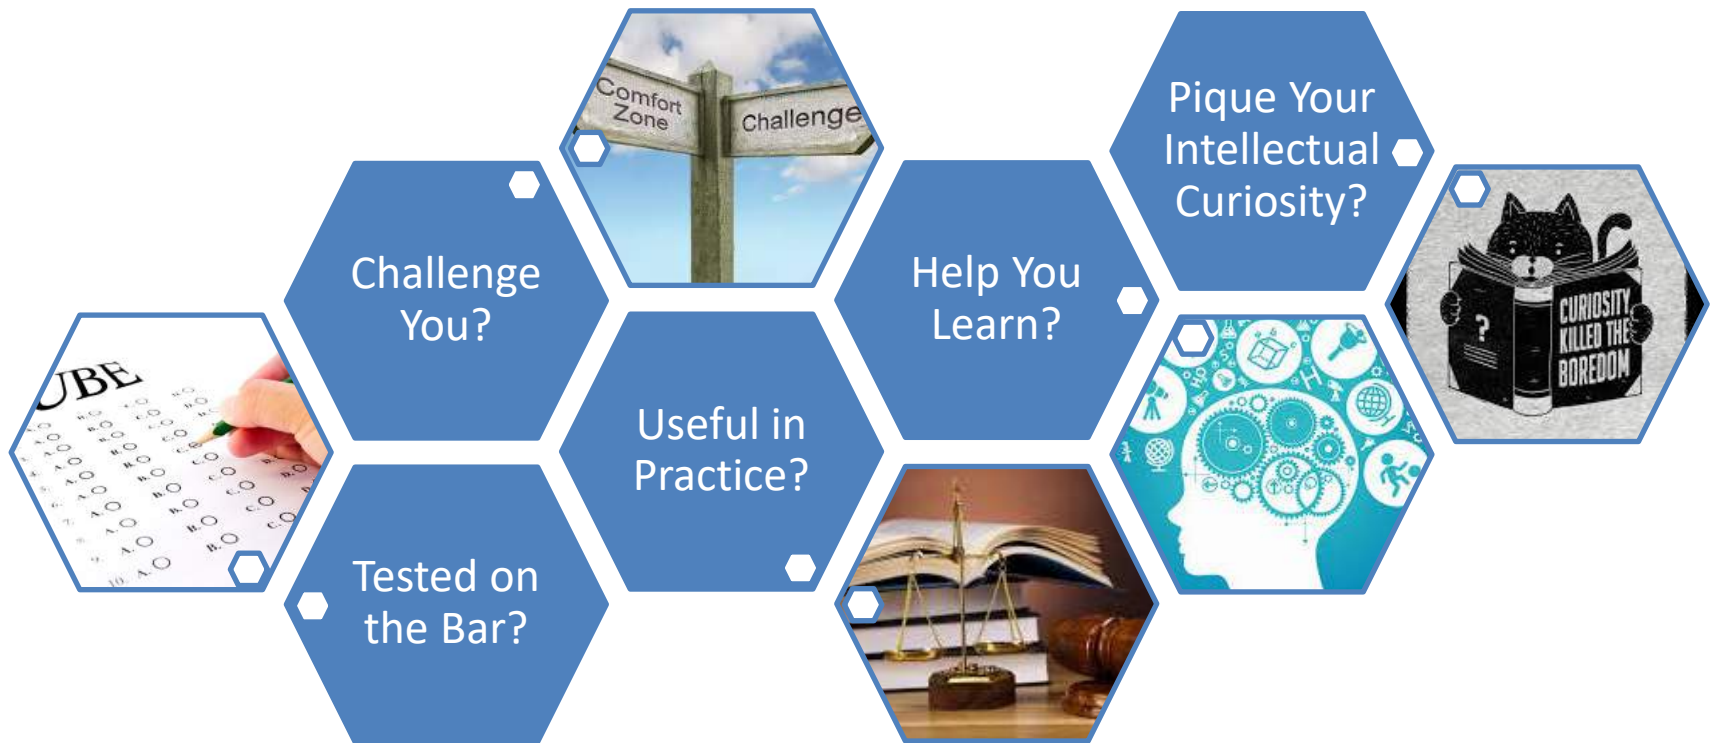 Comfort
Zone
Challenge
Pique Your
Intellectual
Curiosity?
Challenge
You?
Help You
Learn?
CURIOSITY
KILLED THE
BOREDOM
?
UBE
Useful in
Practice?
Tested on
the Bar?